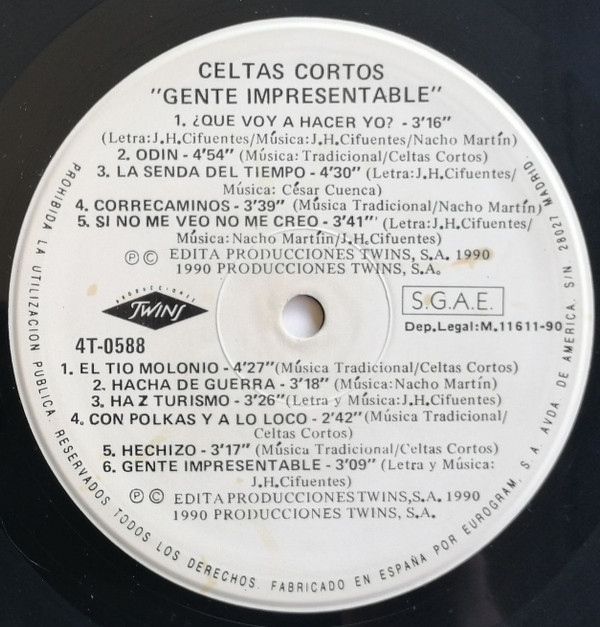 CELTAS CORTOS
"GENTE IMPRESENTABLE"
1. ¿QUE VOY A HACER YO? - 3'16"
(Letra:J.H.Cifuentes/Música:J.H.Cifuentes/Nacho Martín)
2. ODIN - 4'54" (Música: Tradicional/Celtas Cortos)
3. LA SENDA DEL TIEMPO - 4'30" (Letra:J.H.Cifuentes/
Música: César Cuenca)
4. CORRECAMINOS - 3'39" (Música Tradicional/Nacho Martín)
5. SI NO ME VEO NO ME CREO - 3'41" (Letra:J.H.Cifuentes/
Música:Nacho Martíin/J.H.Cifuentes)
Ⓟ © EDITA PRODUCCIONES TWINS, S.A. 1990
1990 PRODUCCIONES TWINS, S.A.
PRODUCCIONES
TWINS
S.G.A.E.
Dep.Legal:M.11611-90
4T-0588
1. EL TIO MOLONIO - 4'27"(Música Tradicional/Celtas Cortos)
2. HACHA DE GUERRA - 3'18" (Música:Nacho Martín)
3. HAZ TURISMO - 3'26"(Letra y Música:J.H.Cifuentes)
4. CON POLKAS Y A LO LOCO - 2'42"(Música Tradicional/
Celtas Cortos)
5. HECHIZO - 3'17" (Música Tradicional/Celtas Cortos)
6. GENTE IMPRESENTABLE - 3'09" (Letra y Música:
J.H.Cifuentes)
Ⓟ © EDITA PRODUCCIONES TWINS,S.A. 1990
1990 PRODUCCIONES TWINS, S.A.
PROHIBIDA LA UTILIZACION PUBLICA. RESERVADOS TODOS LOS DERECHOS. FABRICADO EN ESPAÑA POR EUROGRAM, S.A. AVDA. DE AMERICA, S/N 28027 MADRID.